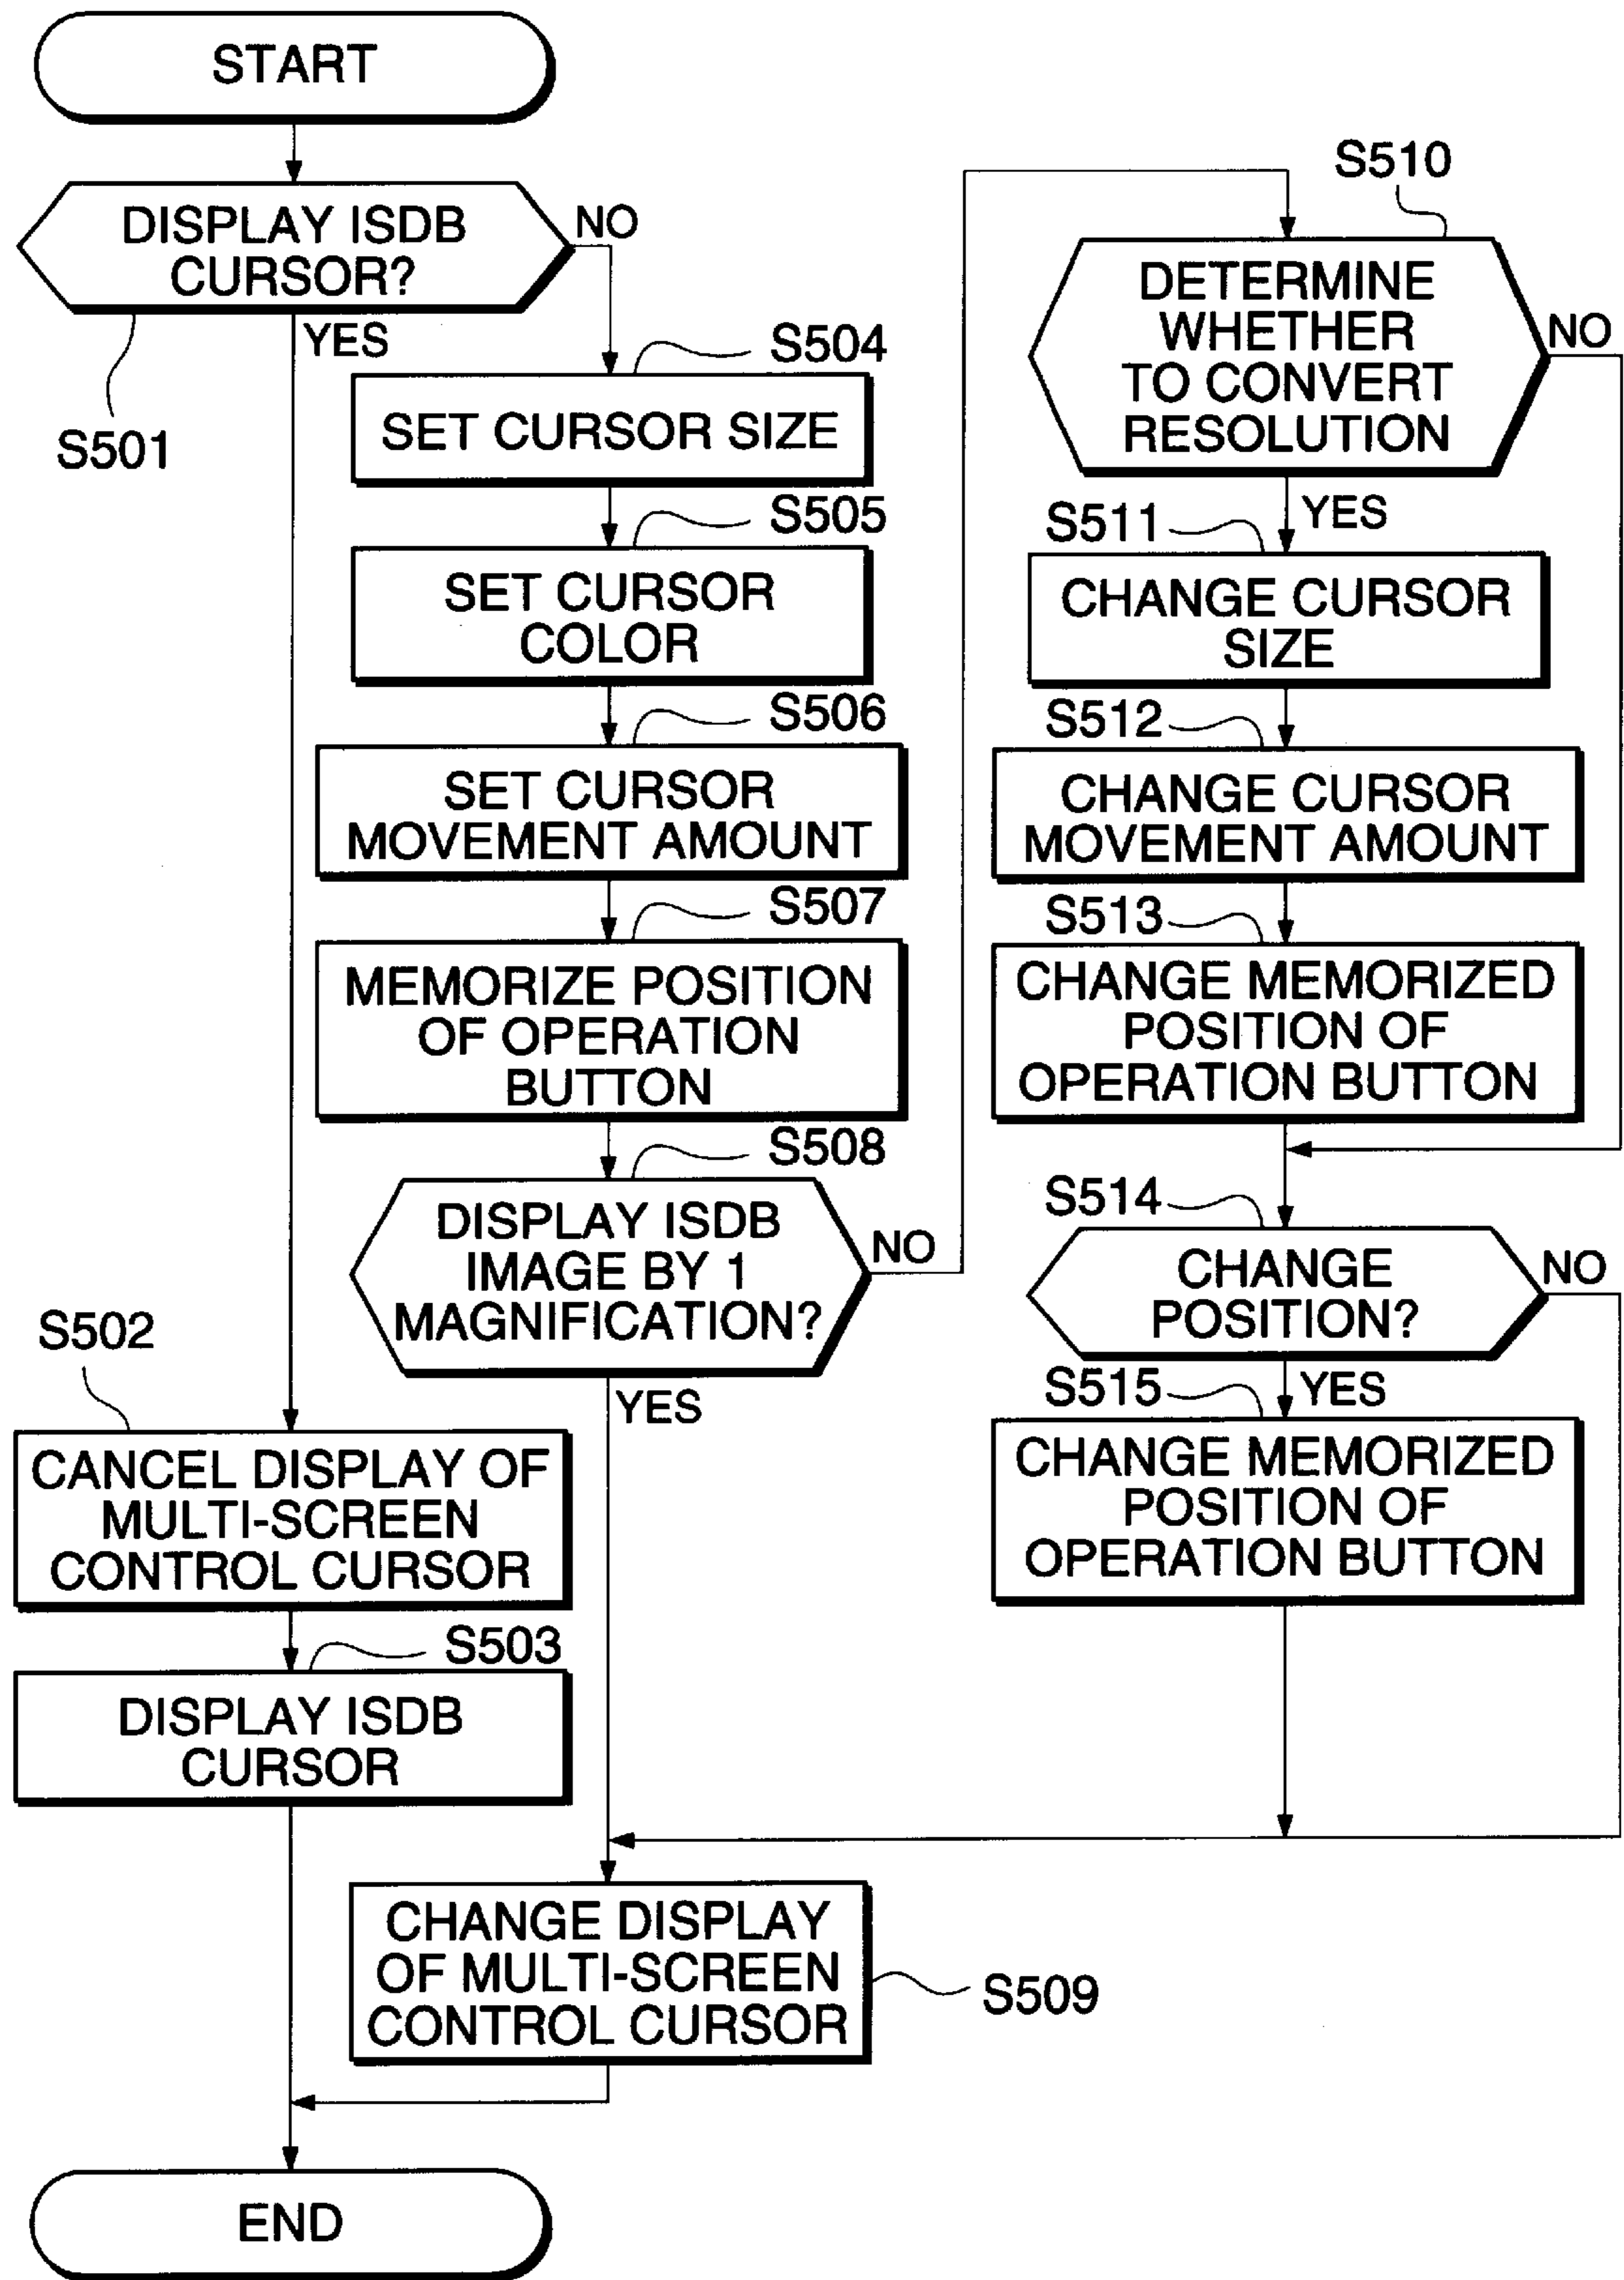 START
DISPLAY ISDB
CURSOR?
NO
YES
S501
S504
SET CURSOR SIZE
S505
SET CURSOR
COLOR
S506
SET CURSOR
MOVEMENT AMOUNT
S507
MEMORIZE POSITION
OF OPERATION
BUTTON
S508
DISPLAY ISDB
IMAGE BY 1
MAGNIFICATION?
NO
YES
S502
CANCEL DISPLAY OF
MULTI-SCREEN
CONTROL CURSOR
S503
DISPLAY ISDB
CURSOR
S510
DETERMINE
WHETHER
TO CONVERT
RESOLUTION
NO
YES
S511
CHANGE CURSOR
SIZE
S512
CHANGE CURSOR
MOVEMENT AMOUNT
S513
CHANGE MEMORIZED
POSITION OF
OPERATION BUTTON
S514
CHANGE
POSITION?
NO
YES
S515
CHANGE MEMORIZED
POSITION OF
OPERATION BUTTON
CHANGE DISPLAY
OF MULTI-SCREEN
CONTROL CURSOR
S509
END